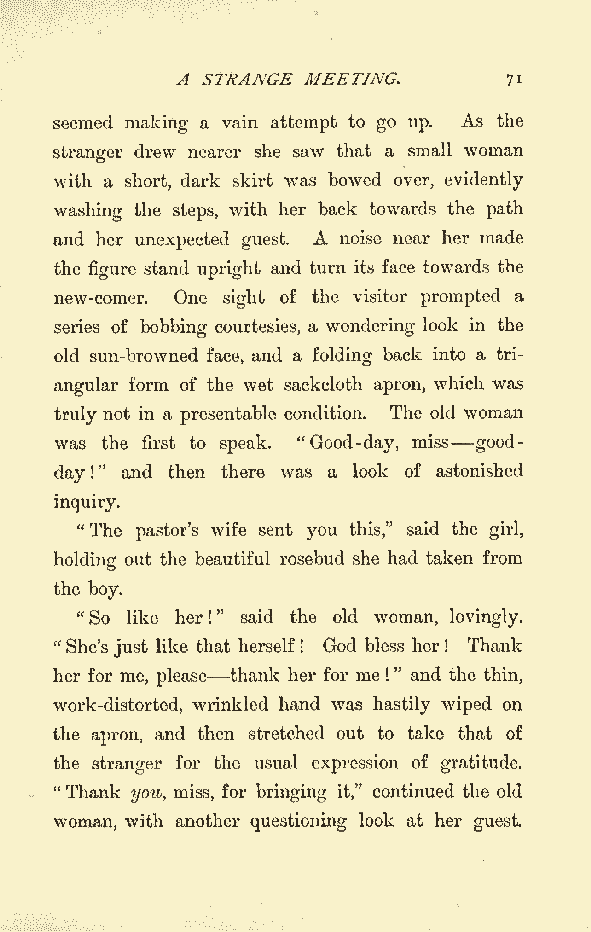 A STRANGE MEETING. 71
seemed making a vain attempt to go up. As the
stranger drew nearer she saw that a small woman
with a short, dark skirt was bowed over, evidently
washing the steps, with her back towards the path
and her unexpected guest. A noise near her made
the figure stand upright and turn its face towards the
new-comer. One sight of the visitor prompted a
series of bobbing courtesies, a wondering look in the
old sun-browned face, and a folding back into a tri-
angular form of the wet sackcloth apron, which was
truly not in a presentable condition. The old woman
was the first to speak. "Good-day, miss—good-
day!" and then there was a look of astonished
inquiry.
"The pastor's wife sent you this," said the girl,
holding out the beautiful rosebud she had taken from
the boy.
"So like her!" said the old woman, lovingly.
"She's just like that herself! God bless her! Thank
her for me, please—thank her for me!" and the thin,
work-distorted, wrinkled hand was hastily wiped on
the apron, and then stretched out to take that of
the stranger for the usual expression of gratitude.
"Thank you, miss, for bringing it," continued the old
woman, with another questioning look at her guest.